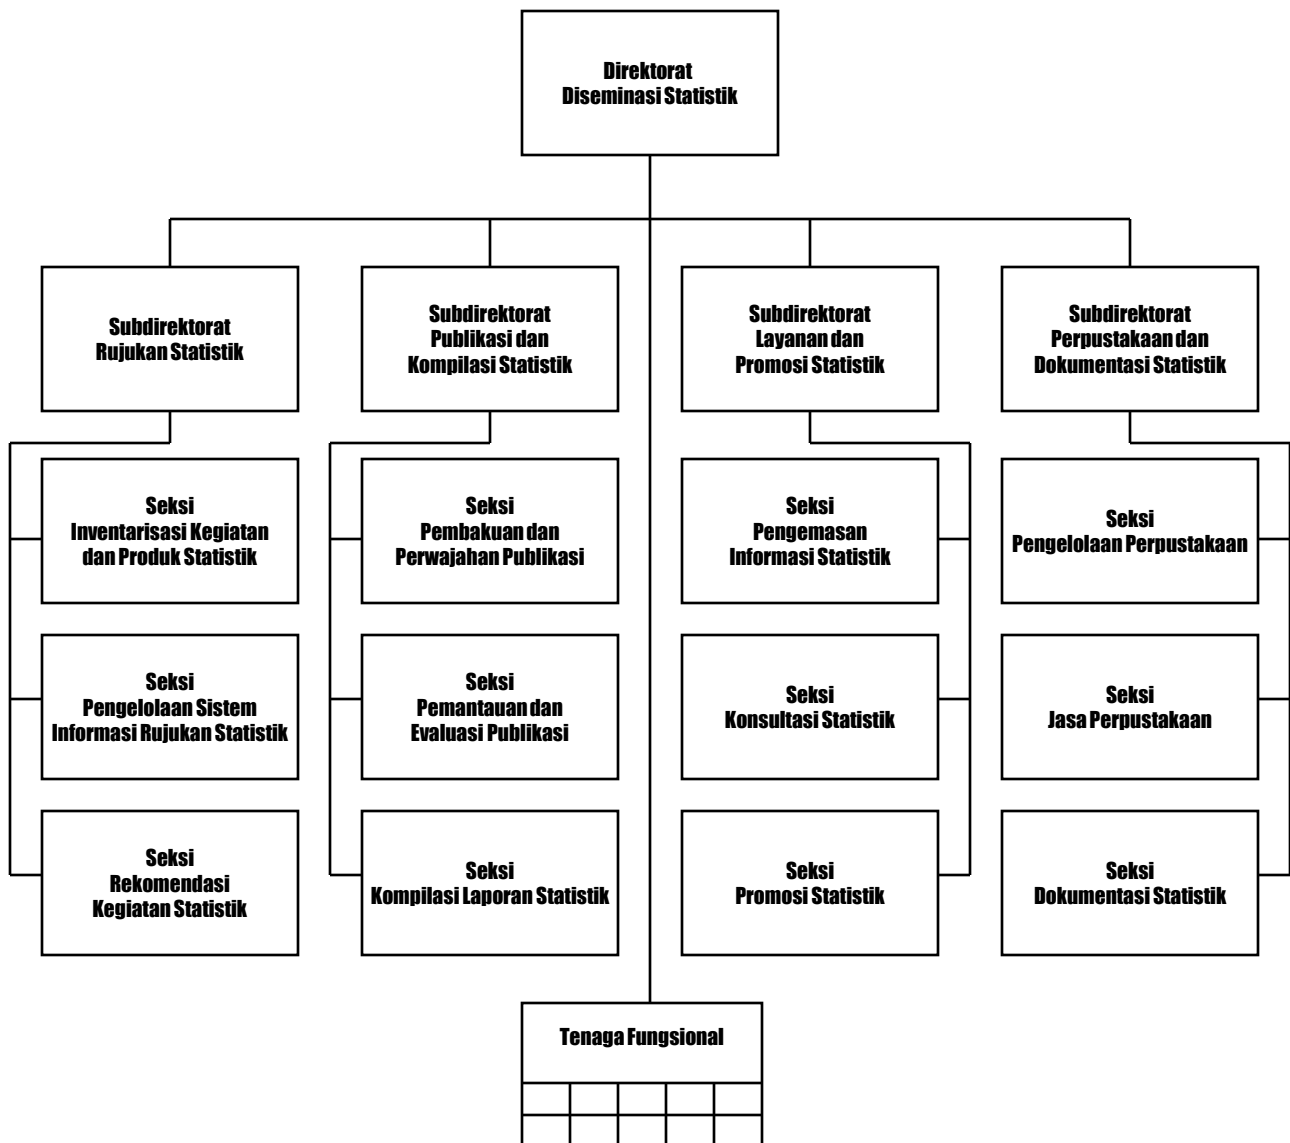 Direktorat
Diseminasi Statistik
Subdirektorat
Rujukan Statistik
Subdirektorat
Publikasi dan
Kompilasi Statistik
Subdirektorat
Layanan dan
Promosi Statistik
Subdirektorat
Perpustakaan dan
Dokumentasi Statistik
Seksi
Inventarisasi Kegiatan
dan Produk Statistik
Seksi
Pembakuan dan
Perwajahan Publikasi
Seksi
Pengemasan
Informasi Statistik
Seksi
Pengelolaan Perpustakaan
Seksi
Pengelolaan Sistem
Informasi Rujukan Statistik
Seksi
Pemantauan dan
Evaluasi Publikasi
Seksi
Konsultasi Statistik
Seksi
Jasa Perpustakaan
Seksi
Rekomendasi
Kegiatan Statistik
Seksi
Kompilasi Laporan Statistik
Seksi
Promosi Statistik
Seksi
Dokumentasi Statistik
Tenaga Fungsional